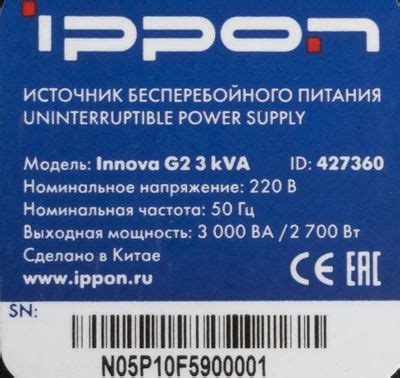 ippon
ИСТОЧНИК БЕСПЕРЕБОЙНОГО ПИТАНИЯ
UNINTERRUPTIBLE POWER SUPPLY
Модель: Innova G2 3 kVA ID: 427360
Номинальное напряжение: 220 В
Номинальная частота: 50 Гц
Выходная мощность: 3 000 ВА /2 700 Вт
Сделано в Китае
www.ippon.ru CE EAC
SN:
N05P10F5900001